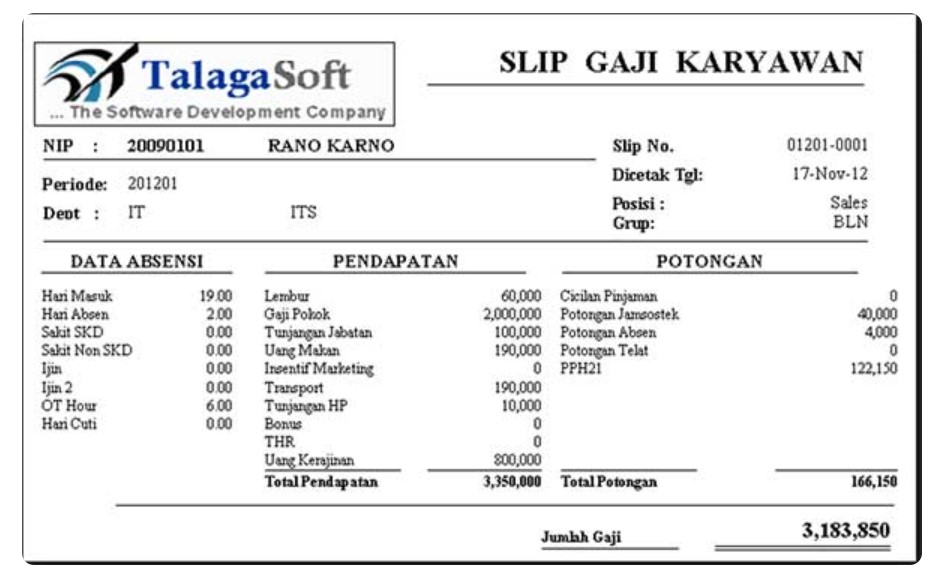 TalagaSoft
... The Software Development Company
SLIP GAJI KARYAWAN
NIP : 20090101 RANO KARNO
Slip No. 01201-0001
Periode: 201201
Dicetak Tgl: 17-Nov-12
Dept : IT ITS
Posisi : Sales
Grup: BLN
DATA ABSENSI PENDAPATAN POTONGAN
Hari Masuk 19.00 Lembur 60,000 Cicilan Pinjaman 0
Hari Absen 2.00 Gaji Pokok 2,000,000 Potongan Jamsostek 40,000
Sakit SKD 0.00 Tunjangan Jabatan 100,000 Potongan Absen 4,000
Sakit Non SKD 0.00 Uang Makan 190,000 Potongan Telat 0
Ijin 0.00 Insentif Marketing 0 PPH21 122,150
Ijin 2 0.00 Transport 190,000
OT Hour 6.00 Tunjangan HP 10,000
Hari Cuti 0.00 Bonus 0
THR 0
Uang Kerajinan 800,000
Total Pendapatan 3,350,000 Total Potongan 166,150
Jumlah Gaji 3,183,850